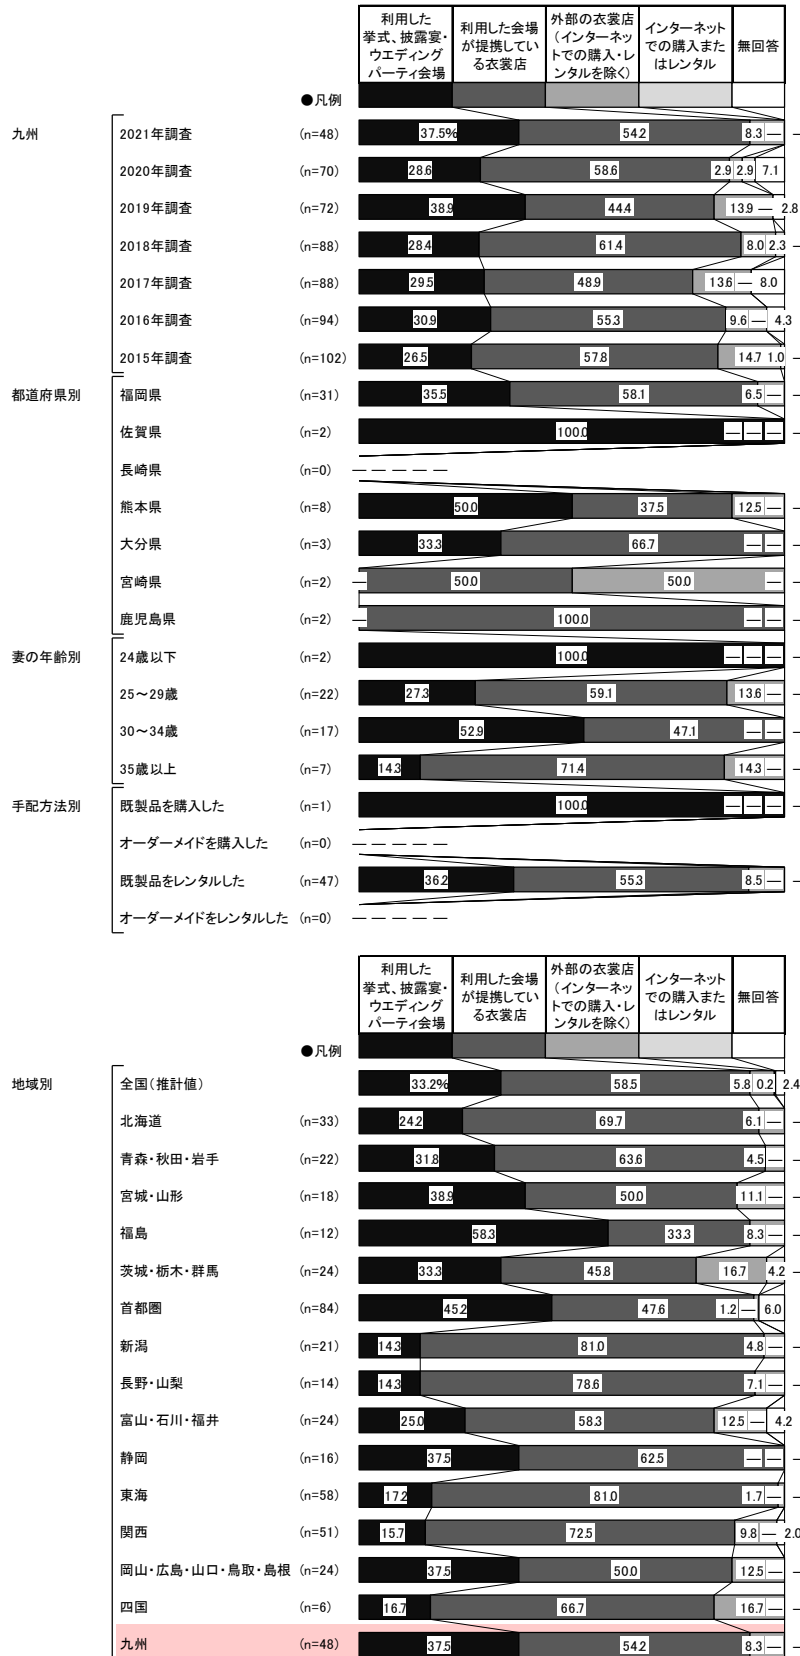 利用した
挙式、披露宴・
ウエディング
パーティ会場
利用した会場
が提携してい
る衣裳店
外部の衣裳店
（インターネッ
トでの購入・レ
ンタルを除く）
インターネット
での購入また
はレンタル
無回答
●凡例
九州
2021年調査 (n=48) 37.5% 54.2 8.3 — —
2020年調査 (n=70) 28.6 58.6 2.9 2.9 7.1
2019年調査 (n=72) 38.9 44.4 13.9 — 2.8
2018年調査 (n=88) 28.4 61.4 8.0 2.3 —
2017年調査 (n=88) 29.5 48.9 13.6 — 8.0
2016年調査 (n=94) 30.9 55.3 9.6 — 4.3
2015年調査 (n=102) 26.5 57.8 14.7 1.0
都道府県別
福岡県 (n=31) 35.5 58.1 6.5 — —
佐賀県 (n=2) 100.0 — — — —
長崎県 (n=0) — — — — —
熊本県 (n=8) 50.0 37.5 12.5 — —
大分県 (n=3) 33.3 66.7 — — —
宮崎県 (n=2) — 50.0 50.0 — —
鹿児島県 (n=2) — 100.0 — — —
妻の年齢別
24歳以下 (n=2) 100.0 — — — —
25～29歳 (n=22) 27.3 59.1 13.6 — —
30～34歳 (n=17) 52.9 47.1 — — —
35歳以上 (n=7) 14.3 71.4 14.3 — —
手配方法別
既製品を購入した (n=1) 100.0 — — — —
オーダーメイドを購入した (n=0) — — — — —
既製品をレンタルした (n=47) 36.2 55.3 8.5 — —
オーダーメイドをレンタルした (n=0) — — — — —
利用した
挙式、披露宴・
ウエディング
パーティ会場
利用した会場
が提携してい
る衣裳店
外部の衣裳店
（インターネッ
トでの購入・レ
ンタルを除く）
インターネット
での購入また
はレンタル
無回答
●凡例
地域別
全国（推計値） 33.2% 58.5 5.8 0.2 2.4
北海道 (n=33) 24.2 69.7 6.1 — —
青森・秋田・岩手 (n=22) 31.8 63.6 4.5 — —
宮城・山形 (n=18) 38.9 50.0 11.1 — —
福島 (n=12) 58.3 33.3 8.3 — —
茨城・栃木・群馬 (n=24) 33.3 45.8 16.7 4.2 —
首都圏 (n=84) 45.2 47.6 1.2 — 6.0
新潟 (n=21) 14.3 81.0 4.8 — —
長野・山梨 (n=14) 14.3 78.6 7.1 — —
富山・石川・福井 (n=24) 25.0 58.3 12.5 — 4.2
静岡 (n=16) 37.5 62.5 — — —
東海 (n=58) 17.2 81.0 1.7 — —
関西 (n=51) 15.7 72.5 9.8 — 2.0
岡山・広島・山口・鳥取・島根 (n=24) 37.5 50.0 12.5 — —
四国 (n=6) 16.7 66.7 16.7 — —
九州 (n=48) 37.5 54.2 8.3 — —